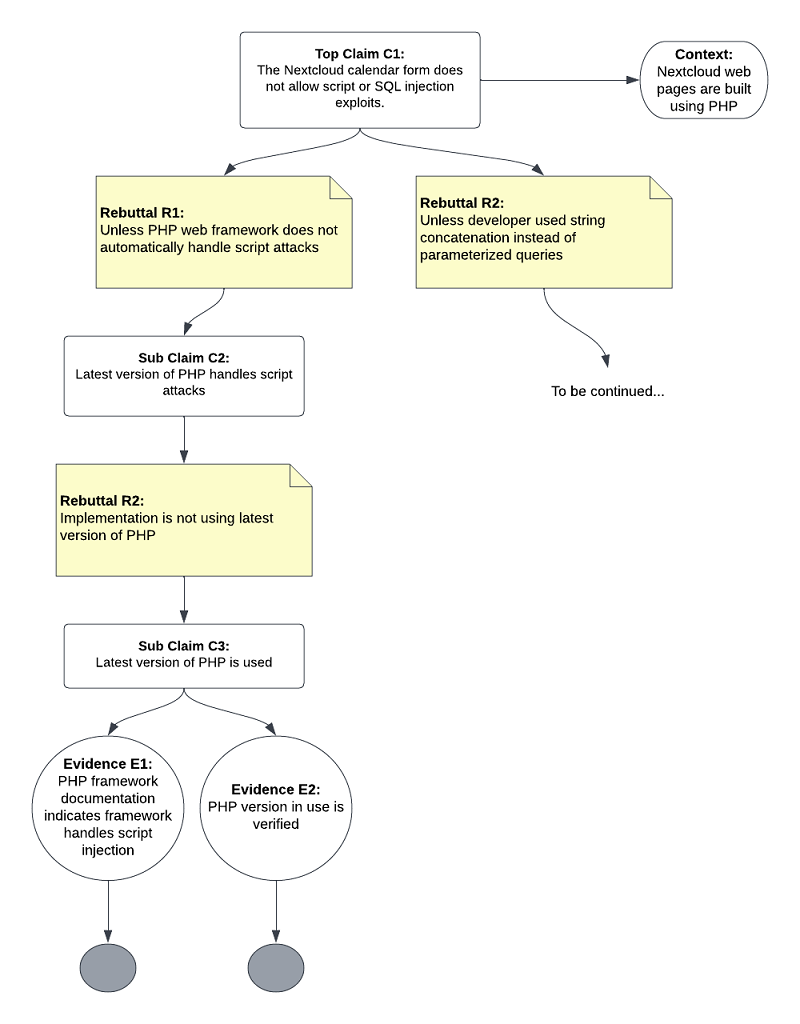 Top Claim C1:
The Nextcloud calendar form does
not allow script or SQL injection
exploits.
Context:
Nextcloud web
pages are built
using PHP
Rebuttal R1:
Unless PHP web framework does not
automatically handle script attacks
Rebuttal R2:
Unless developer used string
concatenation instead of
parameterized queries
Sub Claim C2:
Latest version of PHP handles script
attacks
To be continued...
Rebuttal R2:
Implementation is not using latest
version of PHP
Sub Claim C3:
Latest version of PHP is used
Evidence E1:
PHP framework
documentation
indicates framework
handles script
injection
Evidence E2:
PHP version in use is
verified